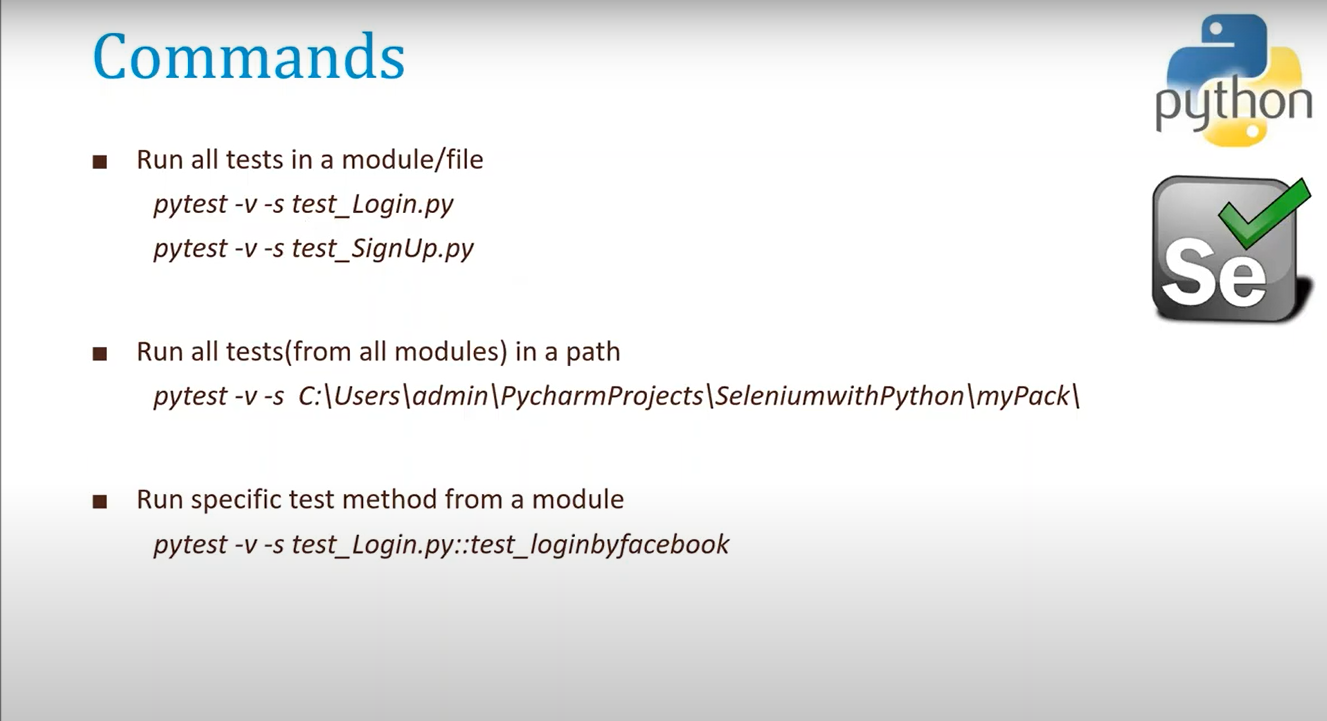 Commands
python
■ Run all tests in a module/file
pytest -v -s test_Login.py
pytest -v -s test_SignUp.py
Se
■ Run all tests(from all modules) in a path
pytest -v -s  C:\Users\admin\PycharmProjects\SeleniumwithPython\myPack\
■ Run specific test method from a module
pytest -v -s test_Login.py::test_loginbyfacebook